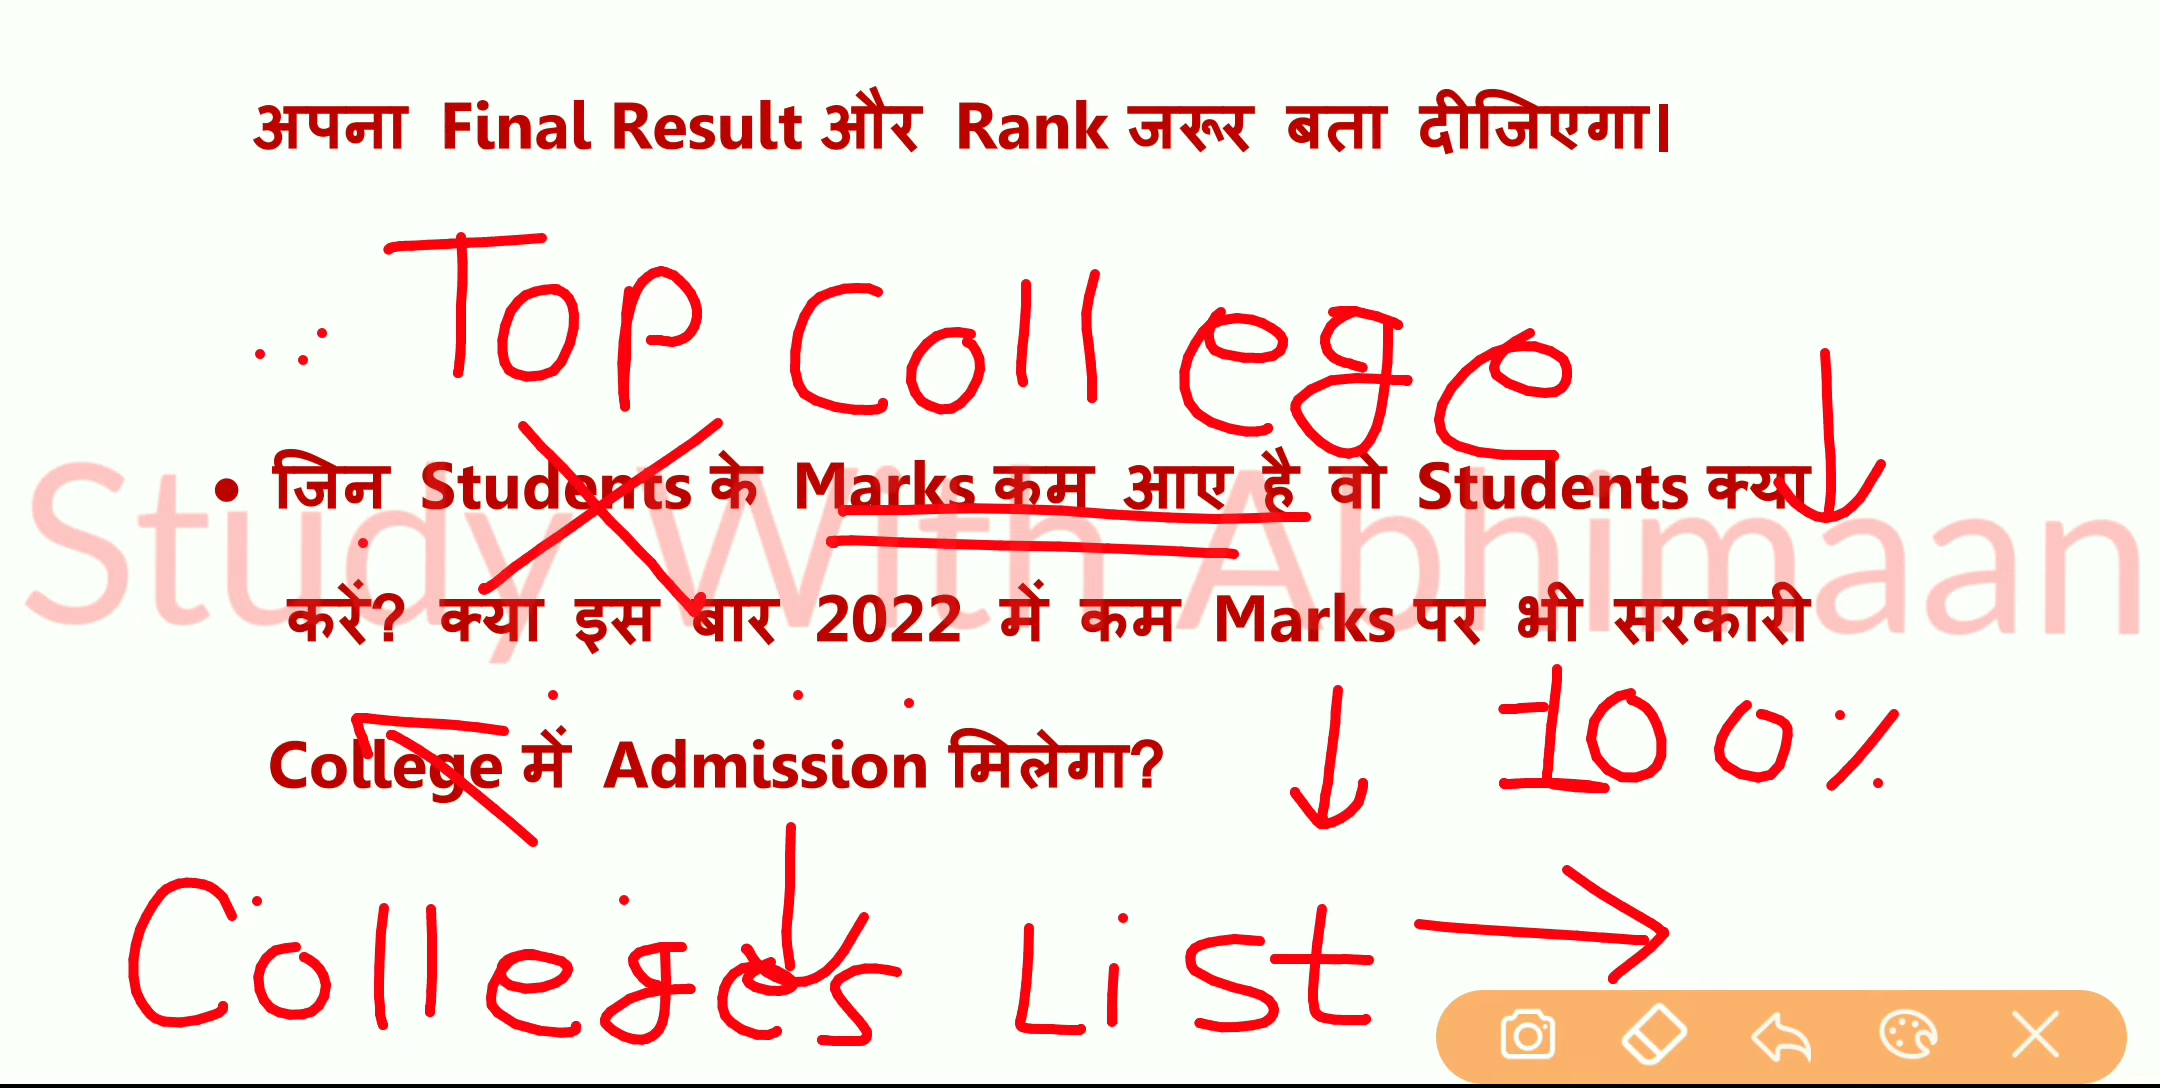 अपना Final Result और Rank जरूर बता दीजिएगा।
Top College
• जिन Students के Marks कम आए है वो Students क्या
Study With Abhimaan
करें? क्या इस बार 2022 में कम Marks पर भी सरकारी
100%
College में Admission मिलेगा?
Colleges List